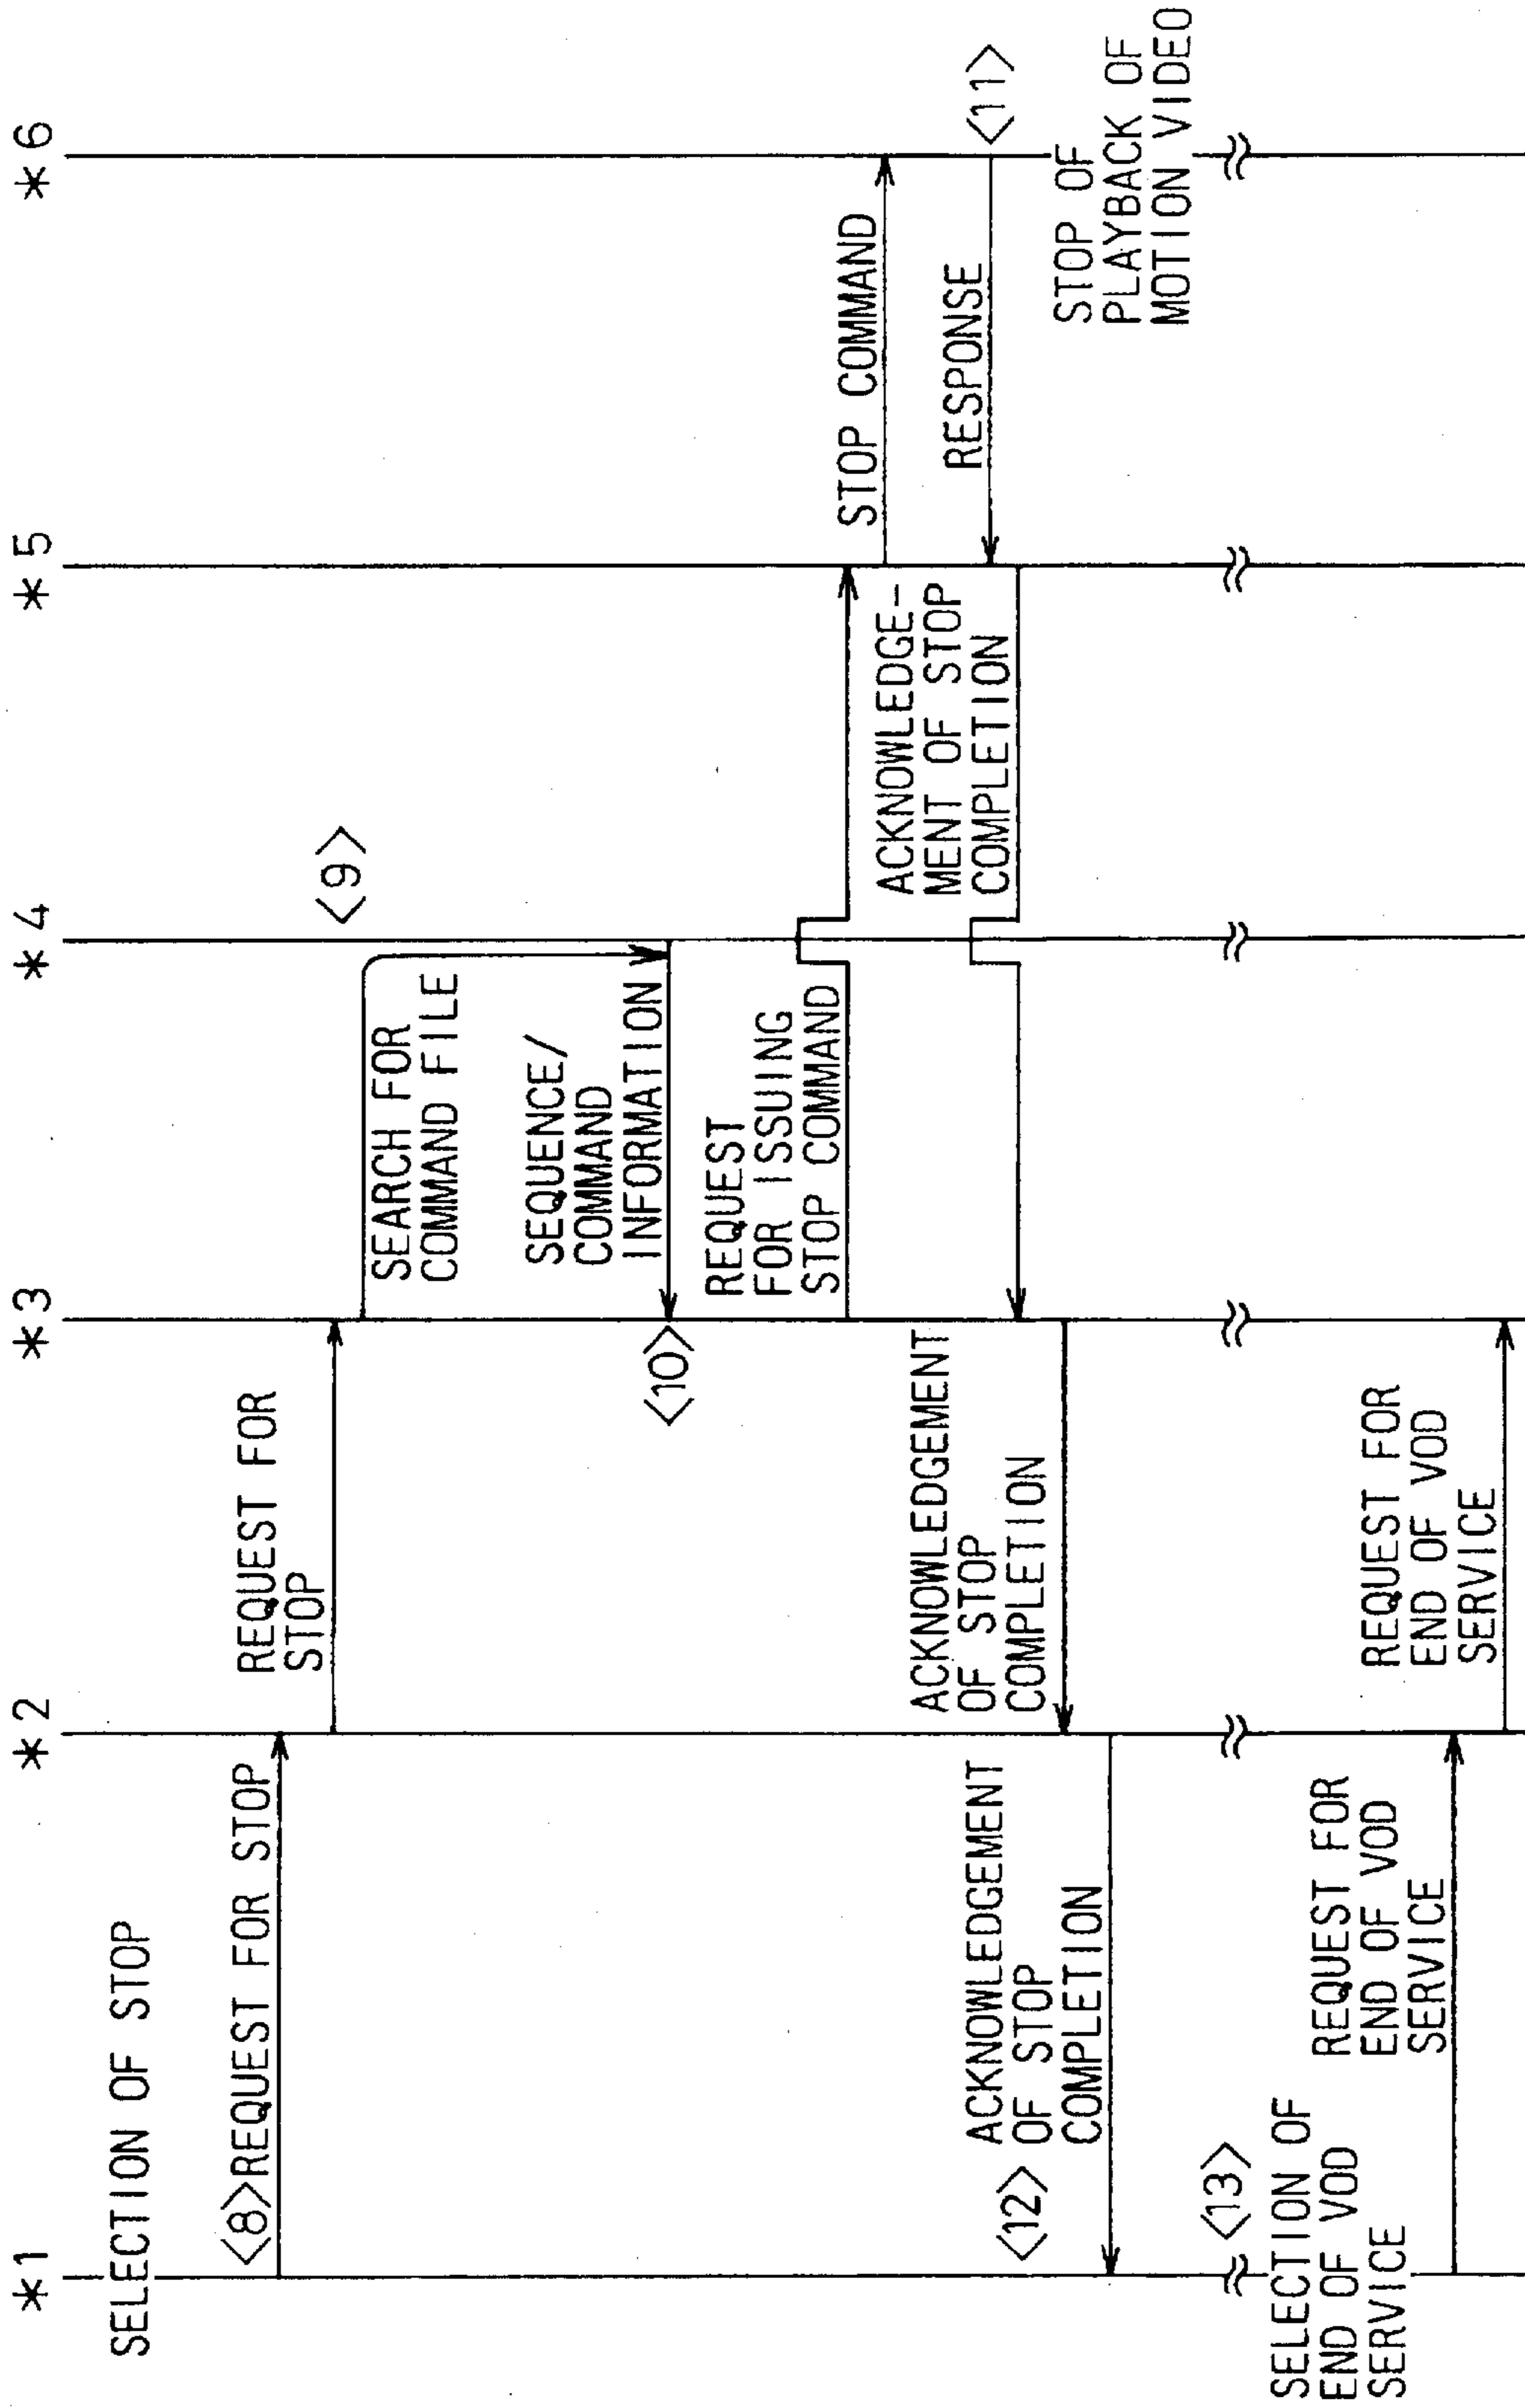 *1
*2
*3
*4
*5
*6
SELECTION OF STOP
<8>REQUEST FOR STOP
REQUEST FOR
STOP
<9>
SEARCH FOR
COMMAND FILE
SEQUENCE/
COMMAND
INFORMATION
<10>
REQUEST
FOR ISSUING
STOP COMMAND
STOP COMMAND
RESPONSE
<11>
STOP OF
PLAYBACK OF
MOTION VIDEO
ACKNOWLEDGE-
MENT OF STOP
COMPLETION
ACKNOWLEDGEMENT
OF STOP
COMPLETION
ACKNOWLEDGEMENT
<12> OF STOP
COMPLETION
<13>
SELECTION OF
END OF VOD
SERVICE
REQUEST FOR
END OF VOD
SERVICE
REQUEST FOR
END OF VOD
SERVICE